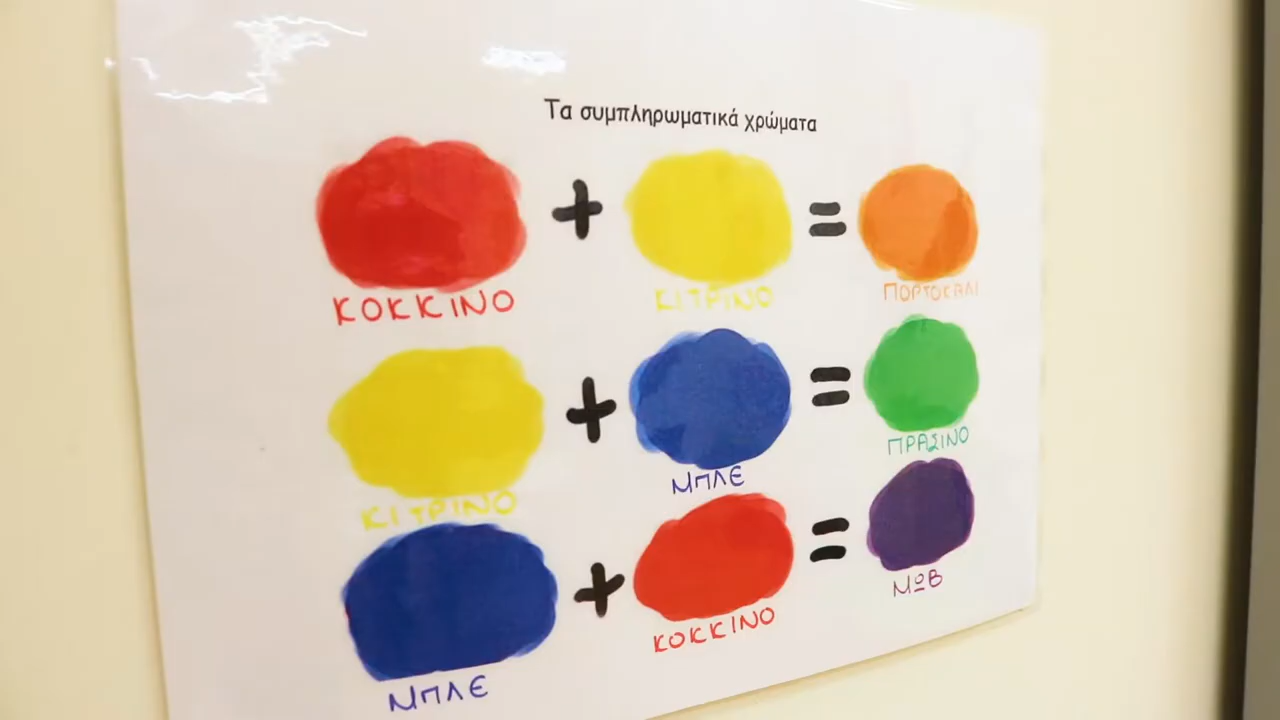 Τα συμπληρωματικά χρώματα
ΚΟΚΚΙΝΟ + ΚΙΤΡΙΝΟ = ΠΟΡΤΟΚΑΛΙ
ΚΙΤΡΙΝΟ + ΜΠΛΕ = ΠΡΑΣΙΝΟ
ΜΠΛΕ + ΚΟΚΚΙΝΟ = ΜΩΒ